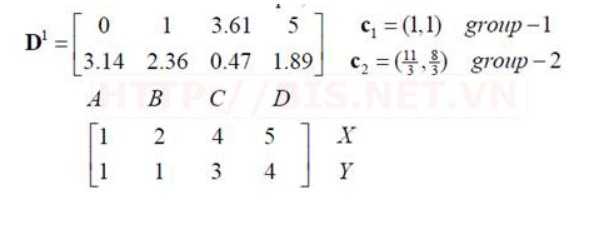 D¹ = [ 0 1 3.61 5 ] c₁ = (1,1) group−1
[ 3.14 2.36 0.47 1.89 ] c₂ = (11/3, 8/3) group−2
A B C D
HTTP://BIS.NET.VN
[ 1 2 4 5 ] X
[ 1 1 3 4 ] Y